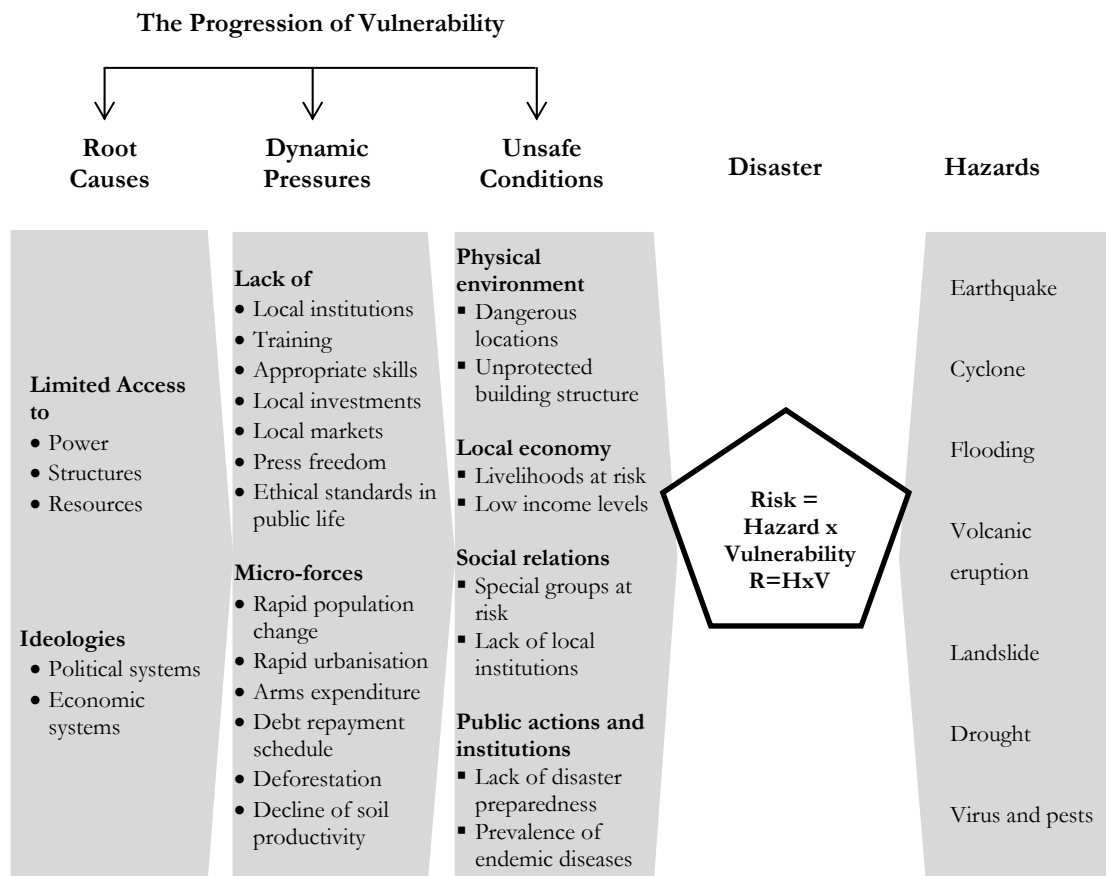 The Progression of Vulnerability
Root
Causes
Dynamic
Pressures
Unsafe
Conditions
Disaster
Hazards
Limited Access
to
• Power
• Structures
• Resources
Ideologies
• Political systems
• Economic
systems
Lack of
• Local institutions
• Training
• Appropriate skills
• Local investments
• Local markets
• Press freedom
• Ethical standards in
public life
Micro-forces
• Rapid population
change
• Rapid urbanisation
• Arms expenditure
• Debt repayment
schedule
• Deforestation
• Decline of soil
productivity
Physical
environment
▪ Dangerous
locations
▪ Unprotected
building structure
Local economy
▪ Livelihoods at risk
▪ Low income levels
Social relations
▪ Special groups at
risk
▪ Lack of local
institutions
Public actions and
institutions
▪ Lack of disaster
preparedness
▪ Prevalence of
endemic diseases
Risk =
Hazard x
Vulnerability
R=HxV
Earthquake
Cyclone
Flooding
Volcanic
eruption
Landslide
Drought
Virus and pests